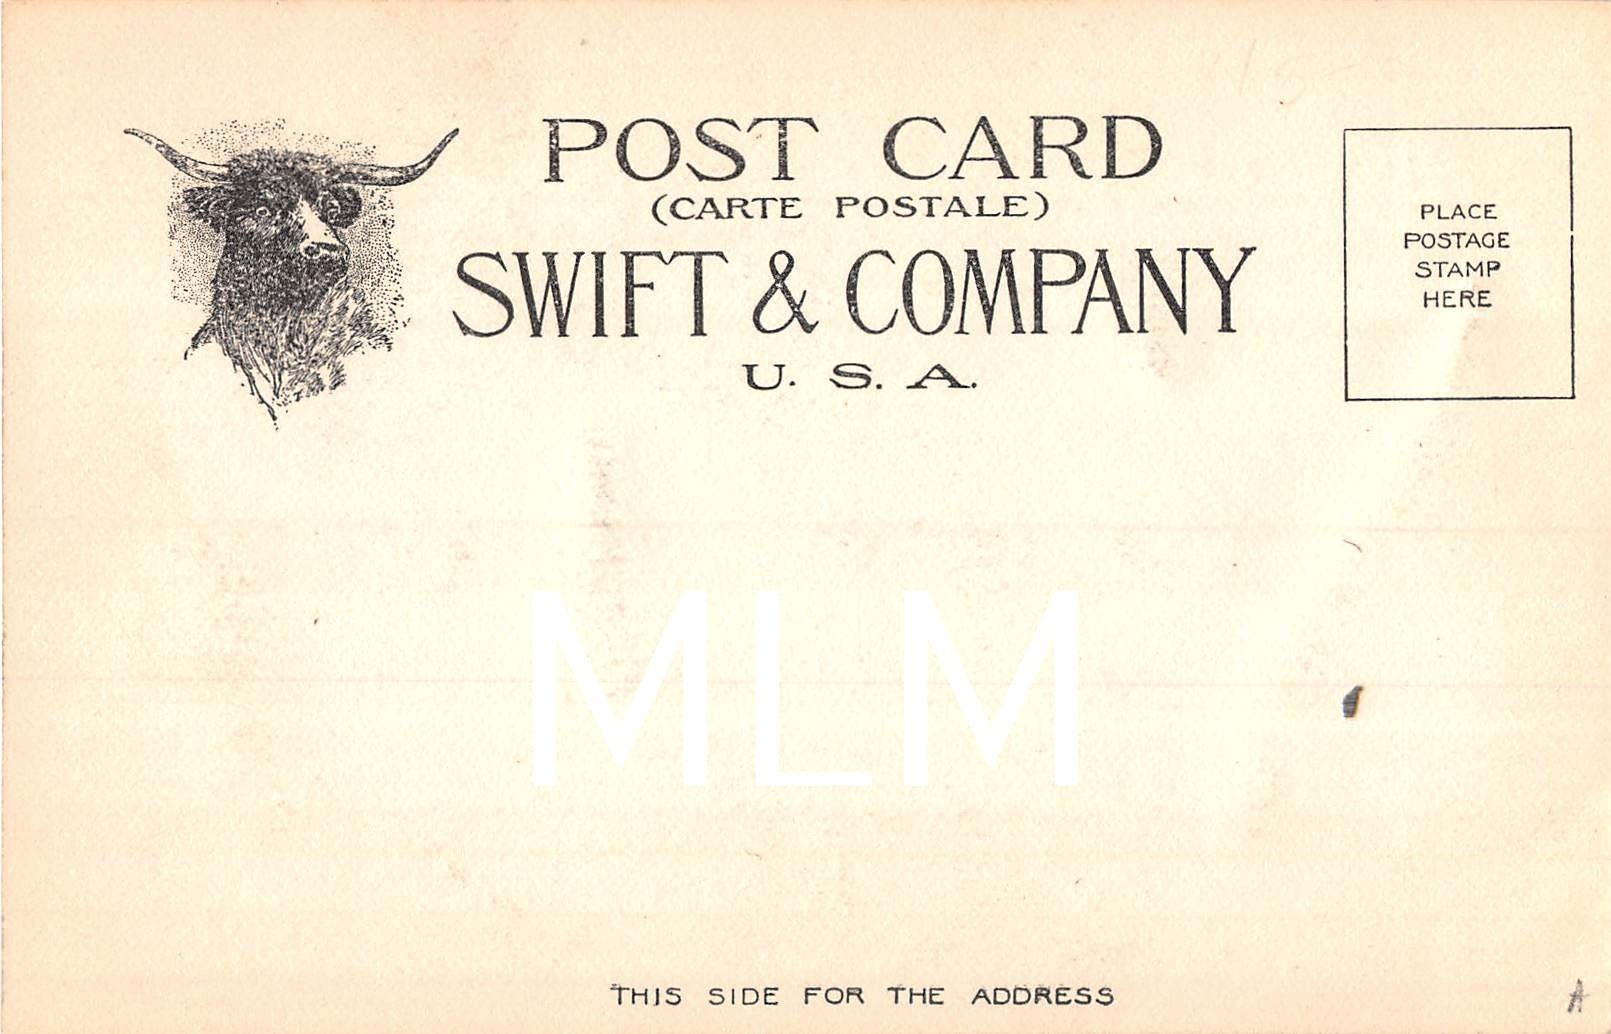 POST CARD
(CARTE POSTALE)
SWIFT & COMPANY
U. S. A.
PLACE
POSTAGE
STAMP
HERE
MLM
THIS SIDE FOR THE ADDRESS
A